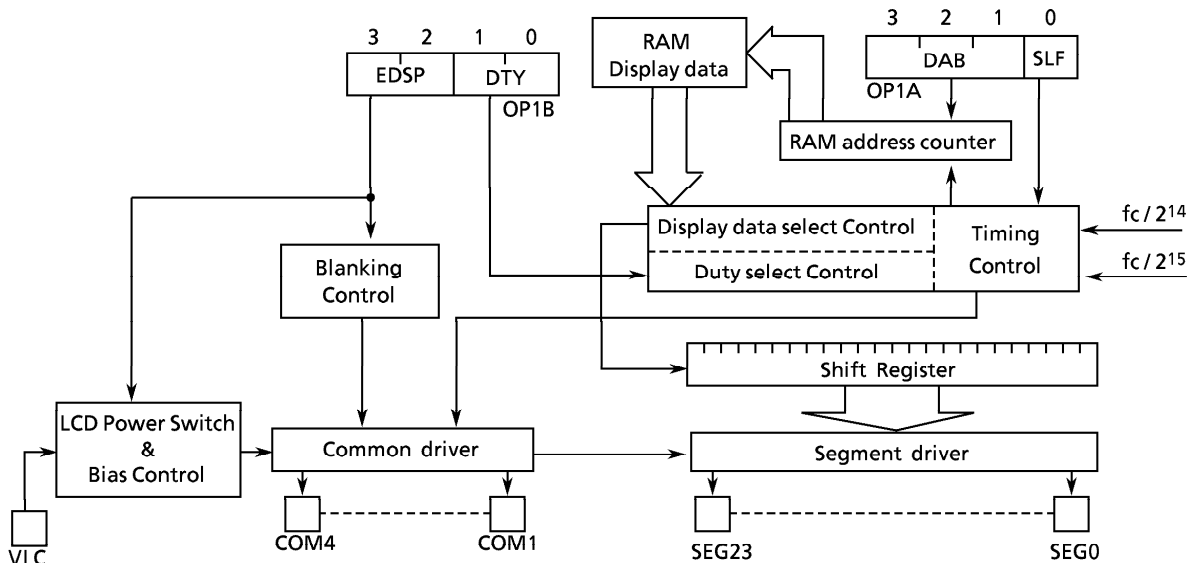 3 2 1 0
EDSP DTY
OP1B
RAM
Display data
3 2 1 0
DAB SLF
OP1A
RAM address counter
Display data select Control
Duty select Control
Timing
Control
fc / 2¹⁴
fc / 2¹⁵
Blanking
Control
Shift Register
LCD Power Switch
&
Bias Control
Common driver
Segment driver
VLC
COM4
COM1
SEG23
SEG0